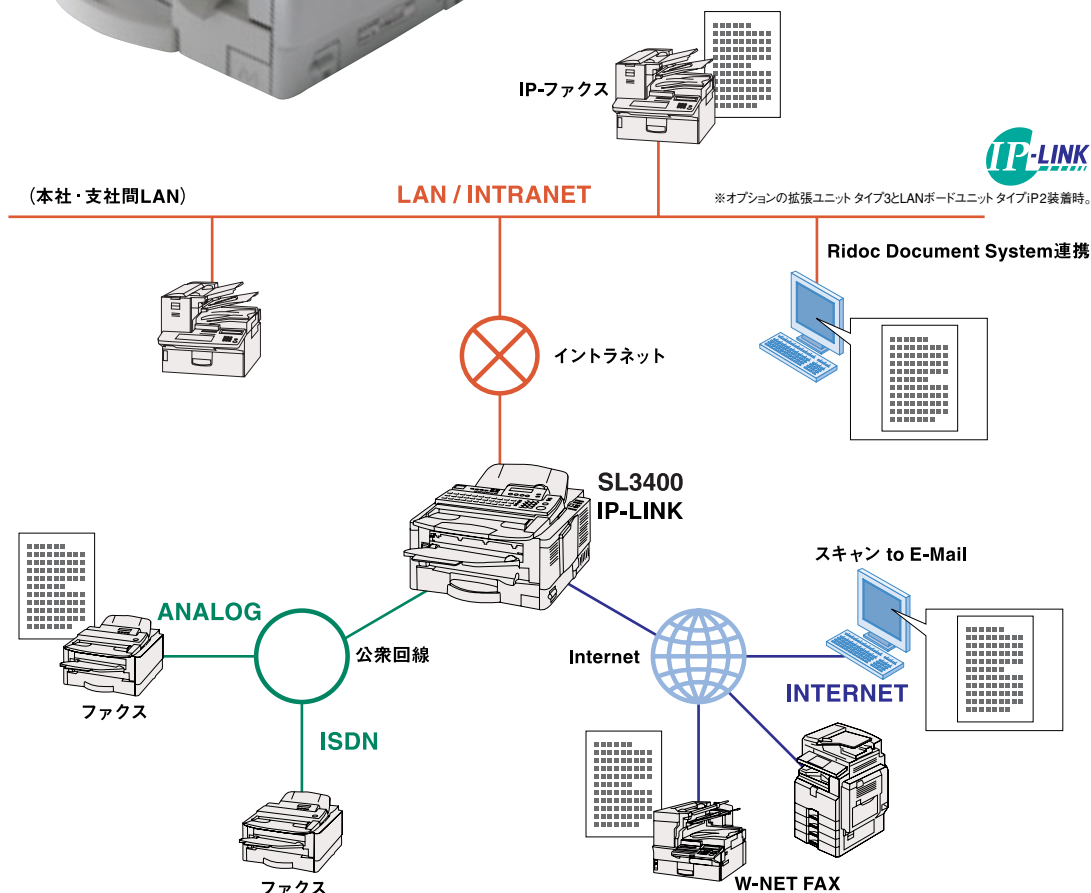 IP-ファクス
IP-LINK
(本社・支社間LAN)
LAN / INTRANET
※オプションの拡張ユニット タイプ3とLANボードユニット タイプiP2装着時。
Ridoc Document System連携
イントラネット
SL3400
IP-LINK
スキャン to E-Mail
ANALOG
公衆回線
Internet
INTERNET
ファクス
ISDN
ファクス
W-NET FAX